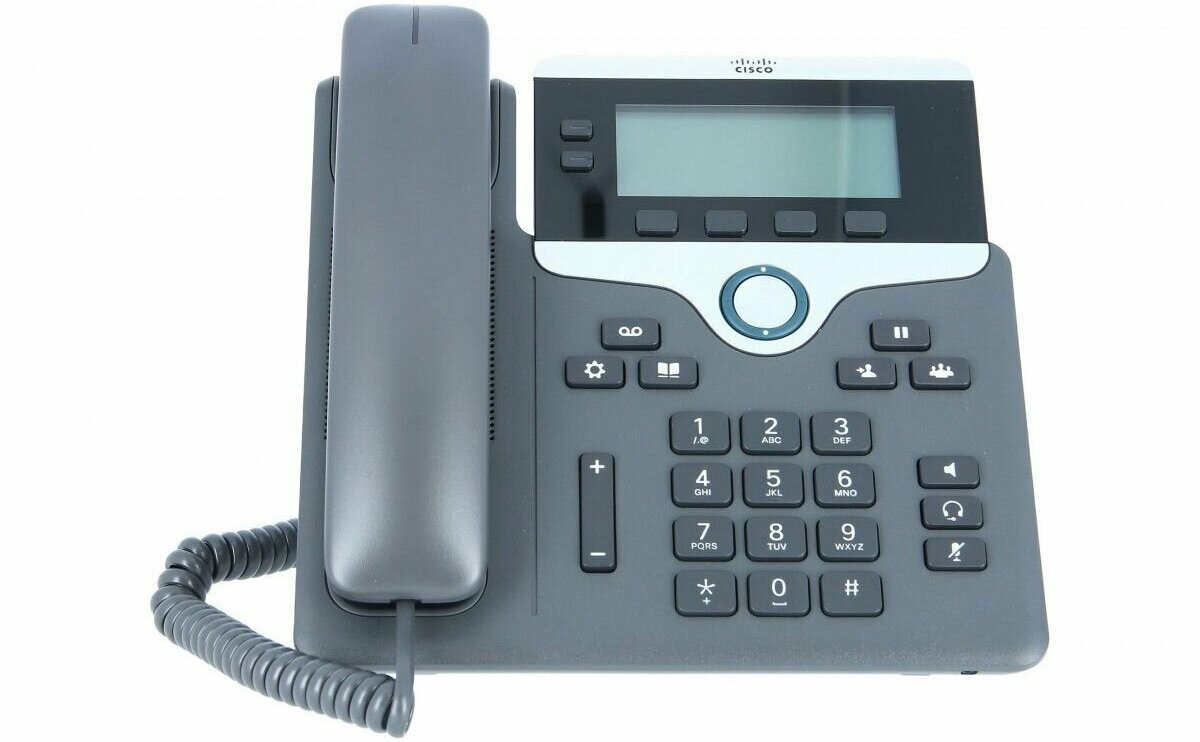 CISCO
1 2 3
/.@ ABC DEF
4 5 6
GHI JKL MNO
7 8 9
PQRS TUV WXYZ
* 0 #
+
+
−